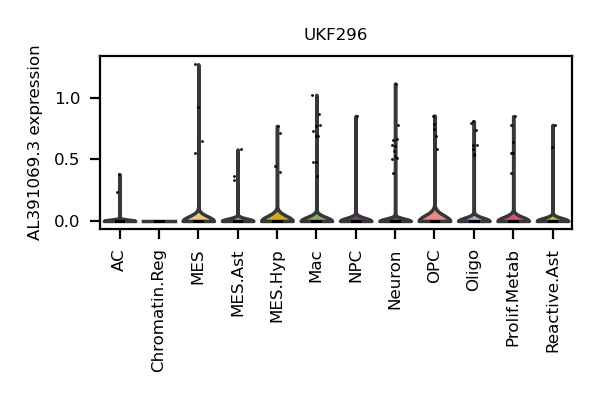 UKF296
AL391069.3 expression
1.0
0.5
0.0
AC
Chromatin.Reg
MES
MES.Ast
MES.Hyp
Mac
NPC
Neuron
OPC
Oligo
Prolif.Metab
Reactive.Ast